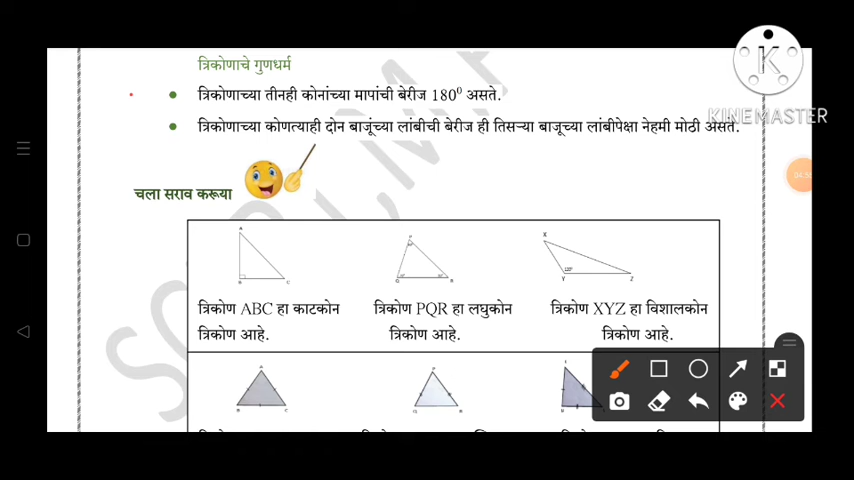 त्रिकोणाचे गुणधर्म
त्रिकोणाच्या तीनही कोनांच्या मापांची बेरीज 180⁰ असते.
त्रिकोणाच्या कोणत्याही दोन बाजूंच्या लांबीची बेरीज ही तिसऱ्या बाजूच्या लांबीपेक्षा नेहमी मोठी असते.
K
KINEMASTER
चला सराव करूया
A
B C
P
Q R
X
Y Z
120⁰
त्रिकोण ABC हा काटकोन
त्रिकोण आहे.
त्रिकोण PQR हा लघुकोन
त्रिकोण आहे.
त्रिकोण XYZ हा विशालकोन
त्रिकोण आहे.